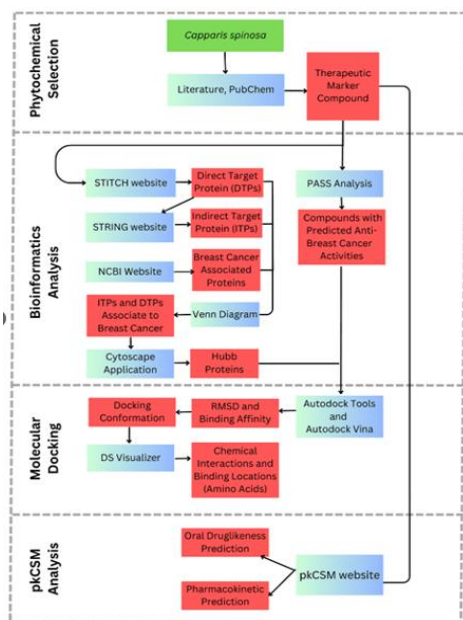 Phytochemical
Selection
Capparis spinosa
Literature, PubChem
Therapeutic
Marker
Compound
Bioinformatics
Analysis
STITCH website
Direct Target
Protein (DTPs)
PASS Analysis
STRING website
Indirect Target
Protein (ITPs)
Compounds with
Predicted Anti-
Breast Cancer
Activities
NCBI Website
Breast Cancer
Associated
Proteins
ITPs and DTPs
Associate to
Breast Cancer
Venn Diagram
Cytoscape
Application
Hubb
Proteins
Molecular
Docking
Docking
Conformation
RMSD and
Binding Affinity
Autodock Tools
and
Autodock Vina
DS Visualizer
Chemical
Interactions and
Binding Locations
(Amino Acids)
pkCSM
Analysis
Oral Druglikeness
Prediction
pkCSM website
Pharmacokinetic
Prediction